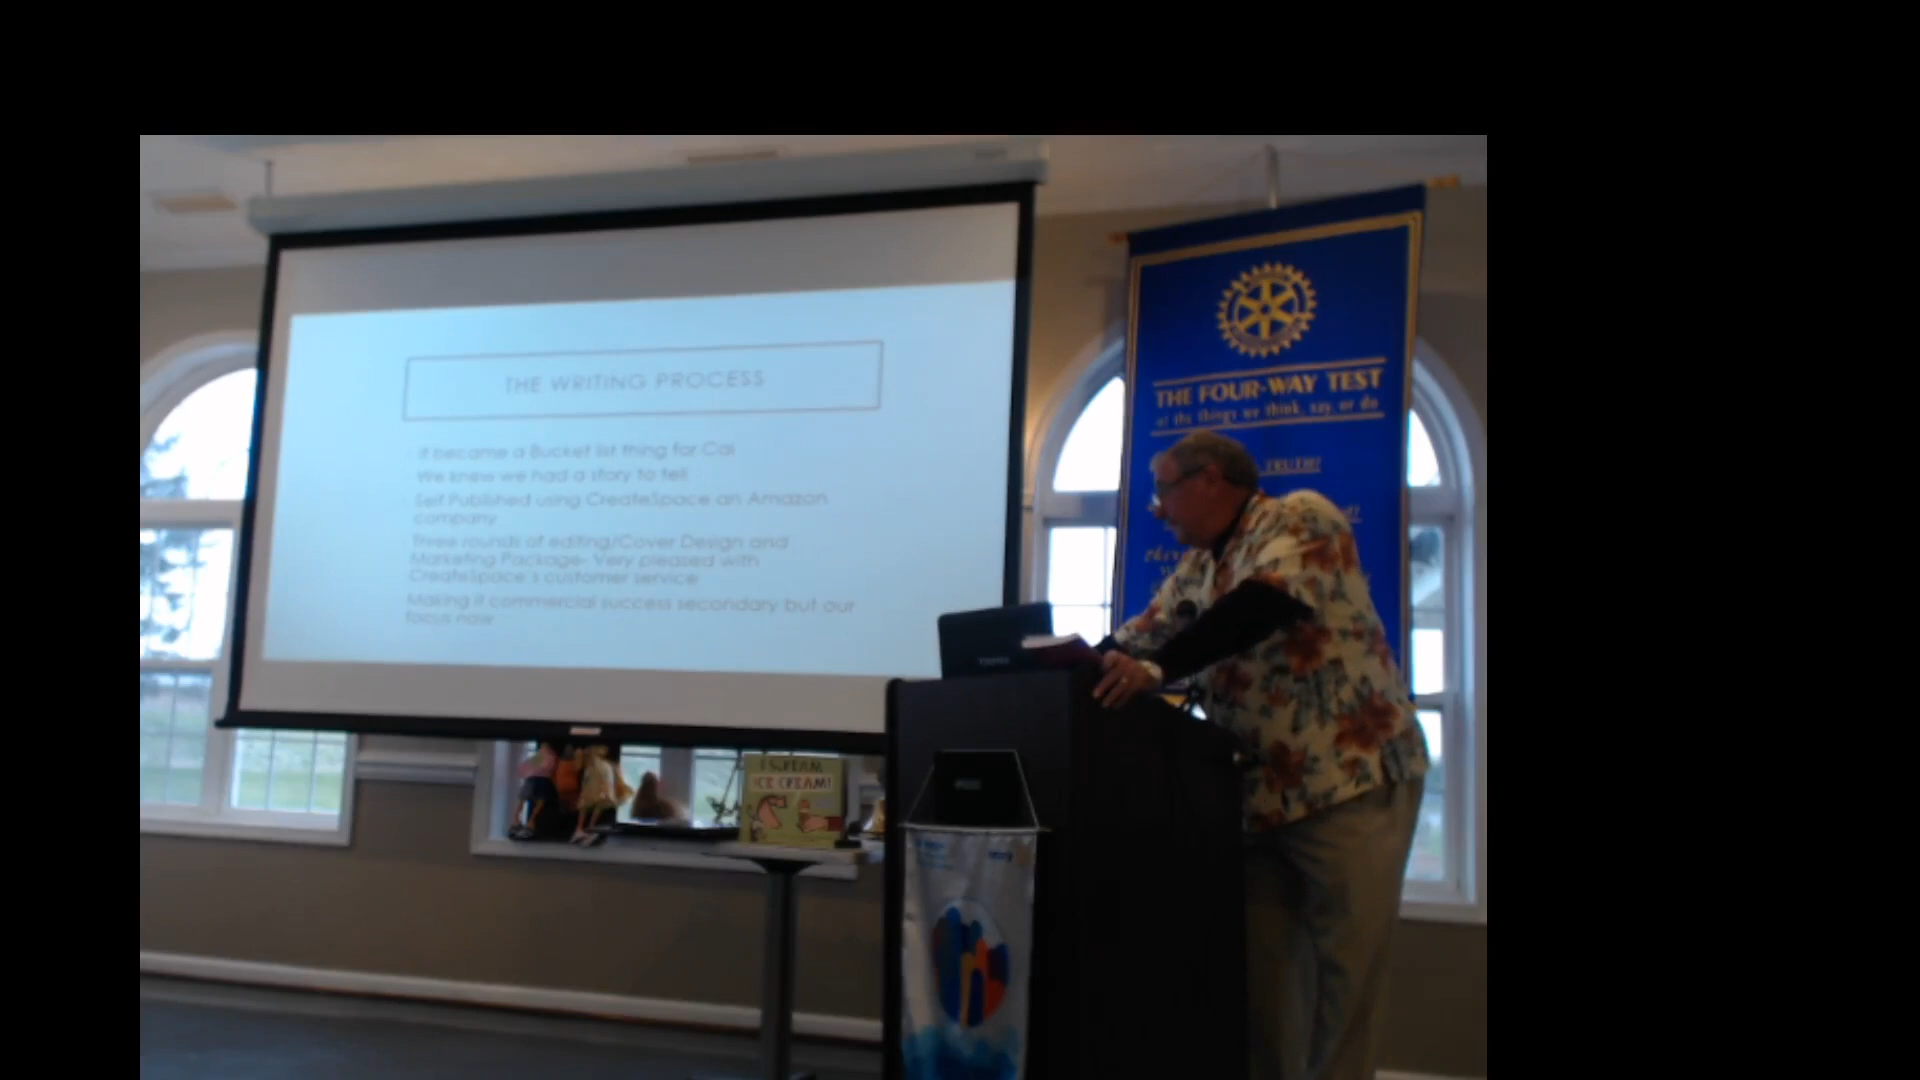 THE WRITING PROCESS
It became a Bucket list thing for Cal
We knew we had a story to tell
Self Published using CreateSpace an Amazon
company
Three rounds of editing/Cover Design and
Marketing Package- Very pleased with
CreateSpace's customer service
Making it commercial success secondary but our
focus now
THE FOUR-WAY TEST
of the things we think, say, or do
TRUTH?
I SCREAM
ICE CREAM!